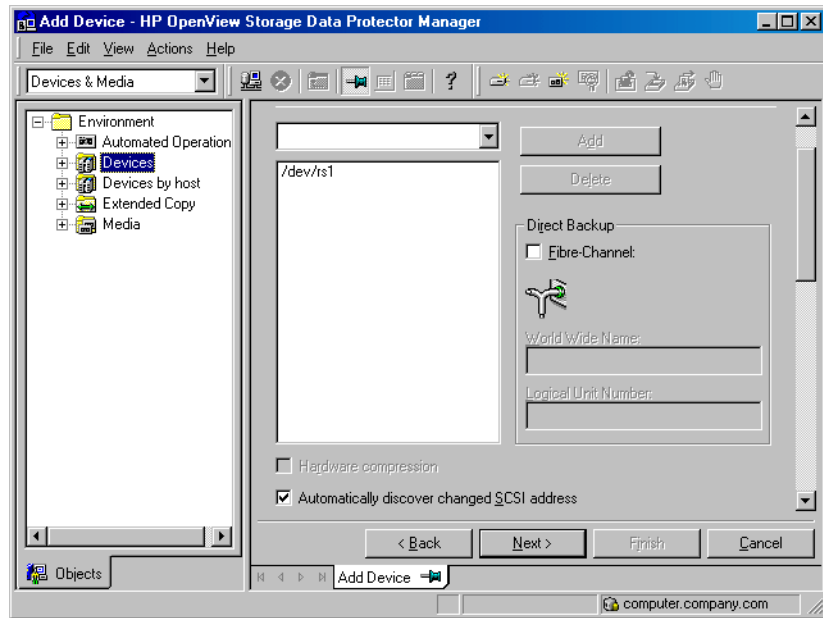 Add Device - HP OpenView Storage Data Protector Manager
File Edit View Actions Help
Devices & Media
?
Environment
Automated Operation
Devices
Devices by host
Extended Copy
Media
Objects
Add
/dev/rs1
Delete
Direct Backup
Fibre-Channel:
World Wide Name:
Logical Unit Number:
Hardware compression
Automatically discover changed SCSI address
< Back
Next >
Finish
Cancel
Add Device
computer.company.com